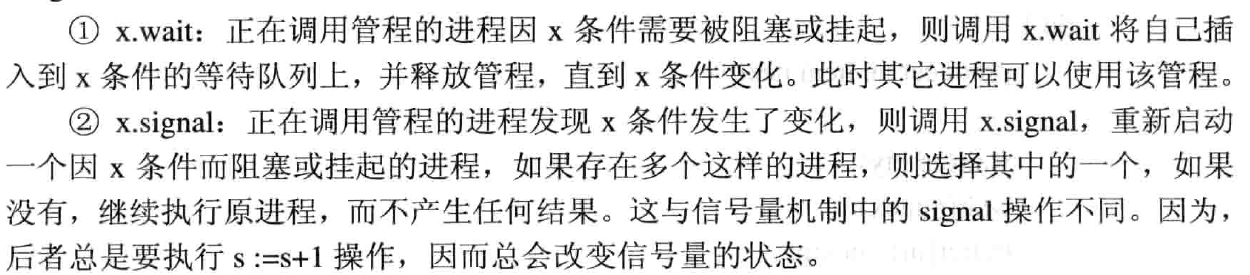 ① x.wait：正在调用管程的进程因 x 条件需要被阻塞或挂起，则调用 x.wait 将自己插
入到 x 条件的等待队列上，并释放管程，直到 x 条件变化。此时其它进程可以使用该管程。
② x.signal：正在调用管程的进程发现 x 条件发生了变化，则调用 x.signal，重新启动
一个因 x 条件而阻塞或挂起的进程，如果存在多个这样的进程，则选择其中的一个，如果
没有，继续执行原进程，而不产生任何结果。这与信号量机制中的 signal 操作不同。因为，
后者总是要执行 s :=s+1 操作，因而总会改变信号量的状态。